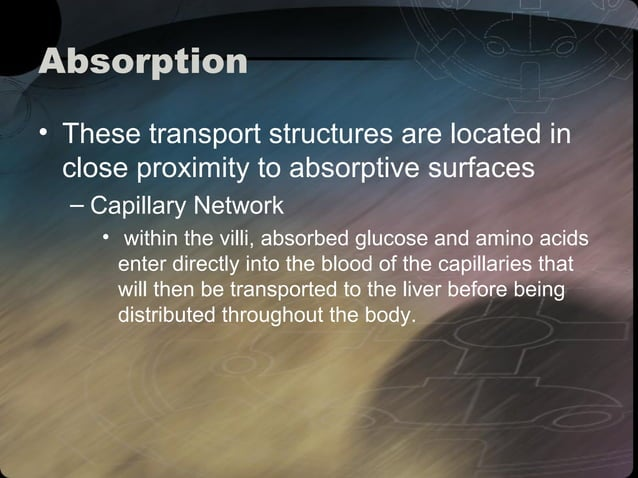 Absorption
• These transport structures are located in
close proximity to absorptive surfaces
– Capillary Network
• within the villi, absorbed glucose and amino acids
enter directly into the blood of the capillaries that
will then be transported to the liver before being
distributed throughout the body.